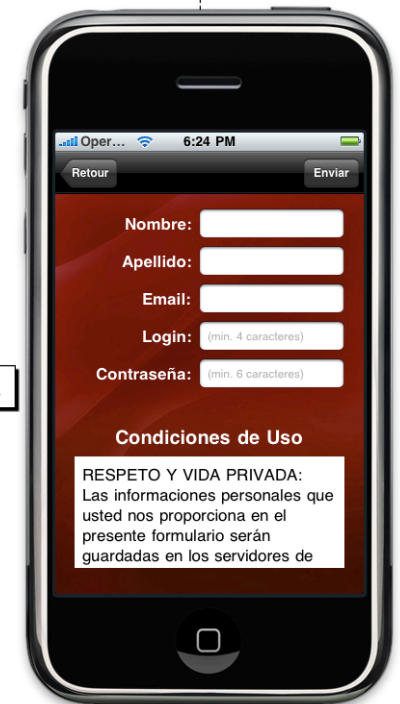 Oper... 6:24 PM
Retour Enviar
Nombre:
Apellido:
Email:
Login: (min. 4 caracteres)
Contraseña: (min. 6 caracteres)
Condiciones de Uso
RESPETO Y VIDA PRIVADA:
Las informaciones personales que
usted nos proporciona en el
presente formulario serán
guardadas en los servidores de